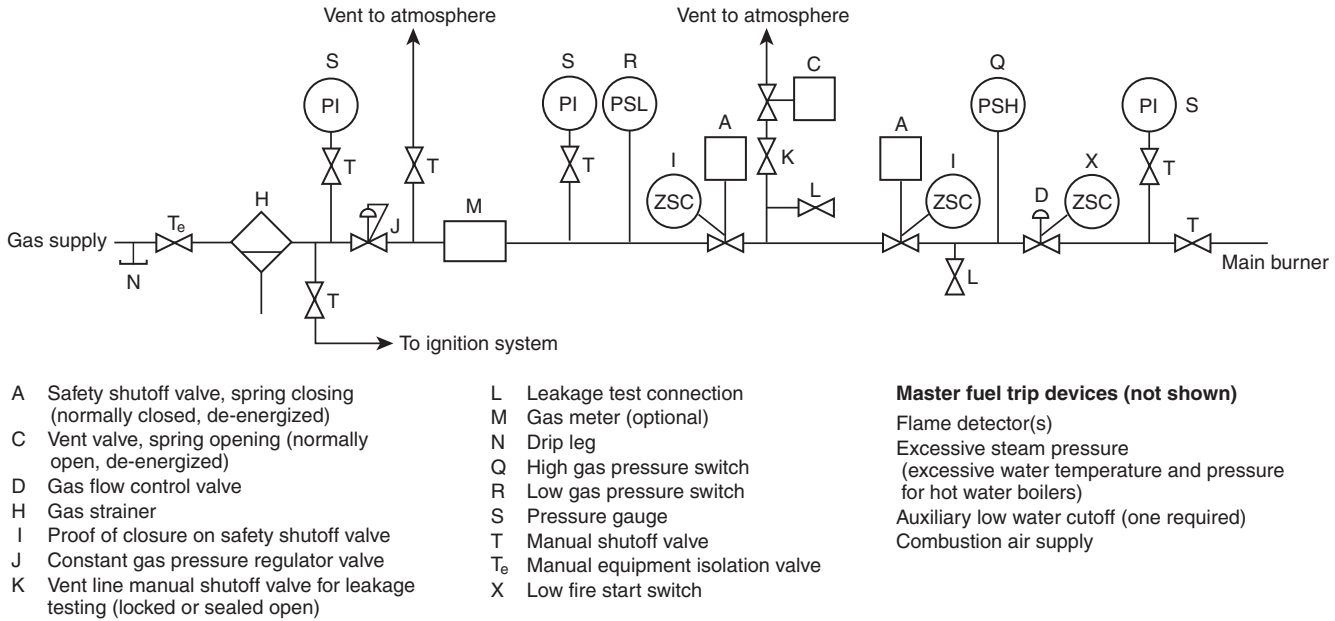 Vent to atmosphere
Vent to atmosphere
S
S
R
C
Q
PI
PI
PSL
A
A
PSH
PI
S
T
T
T
K
I
I
X
T
L
ZSC
ZSC
D
ZSC
H
Te
J
M
T
Gas supply
N
T
L
Main burner
To ignition system
A Safety shutoff valve, spring closing
(normally closed, de-energized)
C Vent valve, spring opening (normally
open, de-energized)
D Gas flow control valve
H Gas strainer
I Proof of closure on safety shutoff valve
J Constant gas pressure regulator valve
K Vent line manual shutoff valve for leakage
testing (locked or sealed open)
L Leakage test connection
M Gas meter (optional)
N Drip leg
Q High gas pressure switch
R Low gas pressure switch
S Pressure gauge
T Manual shutoff valve
Te Manual equipment isolation valve
X Low fire start switch
Master fuel trip devices (not shown)
Flame detector(s)
Excessive steam pressure
(excessive water temperature and pressure
for hot water boilers)
Auxiliary low water cutoff (one required)
Combustion air supply